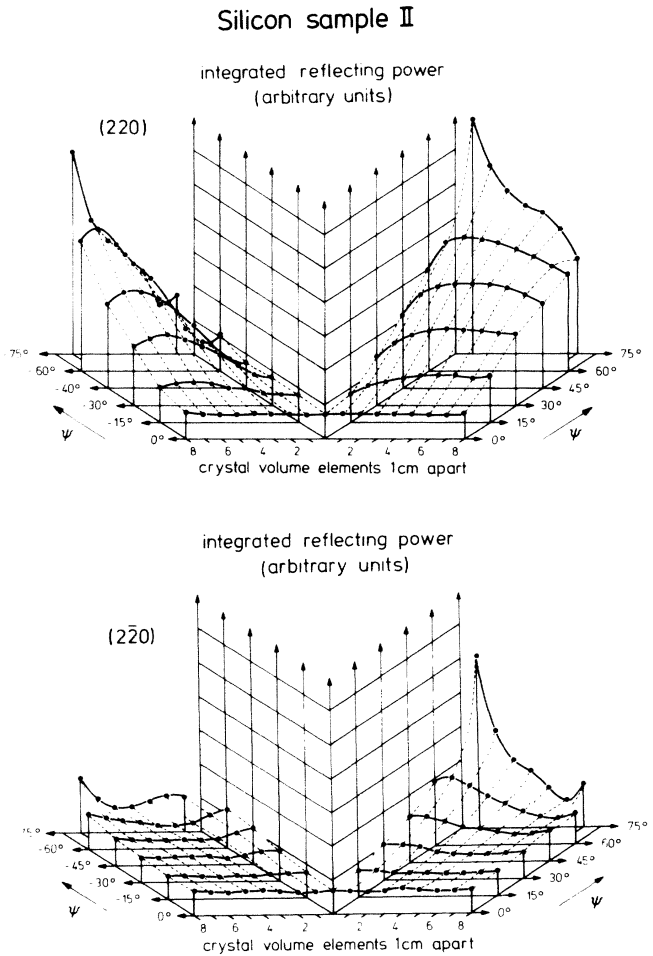 Silicon sample II
integrated reflecting power
(arbitrary units)
(220)
-75°
-60°
-40°
-30°
-15°
0°
ψ
75°
60°
45°
30°
15°
0°
ψ
8 6 4 2 2 4 6 8
crystal volume elements 1cm apart
integrated reflecting power
(arbitrary units)
(22̅0)
-75°
-60°
-45°
-30°
-15°
0°
ψ
75°
60°
45°
30°
15°
0°
ψ
8 6 4 2 2 4 6 8
crystal volume elements 1cm apart